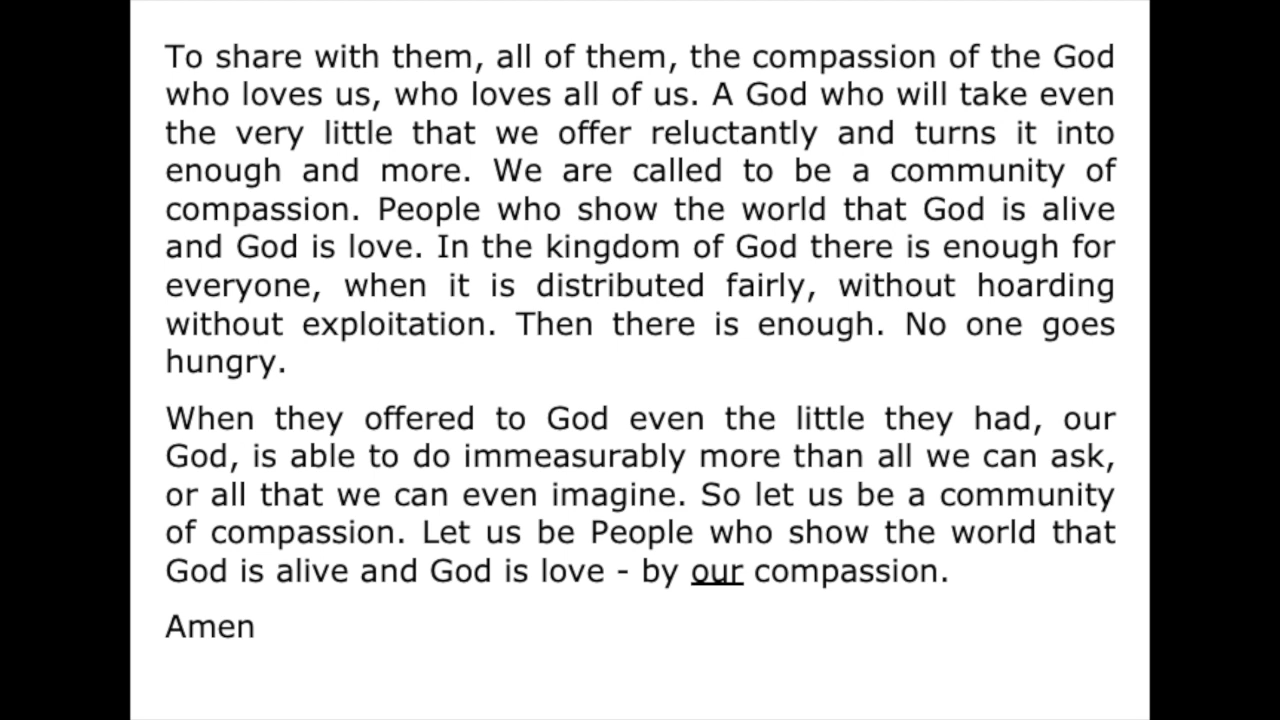 To share with them, all of them, the compassion of the God
who loves us, who loves all of us. A God who will take even
the very little that we offer reluctantly and turns it into
enough and more. We are called to be a community of
compassion. People who show the world that God is alive
and God is love. In the kingdom of God there is enough for
everyone, when it is distributed fairly, without hoarding
without exploitation. Then there is enough. No one goes
hungry.
When they offered to God even the little they had, our
God, is able to do immeasurably more than all we can ask,
or all that we can even imagine. So let us be a community
of compassion. Let us be People who show the world that
God is alive and God is love - by our compassion.
Amen